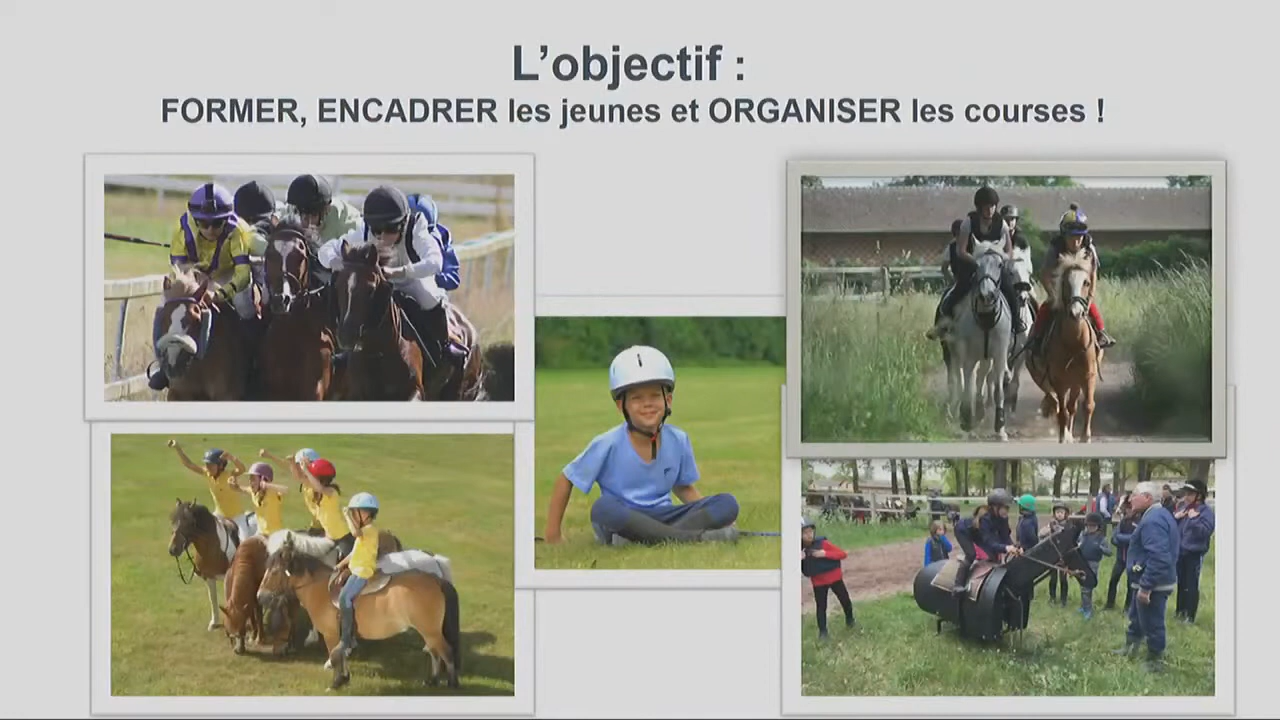 L’objectif :
FORMER, ENCADRER les jeunes et ORGANISER les courses !